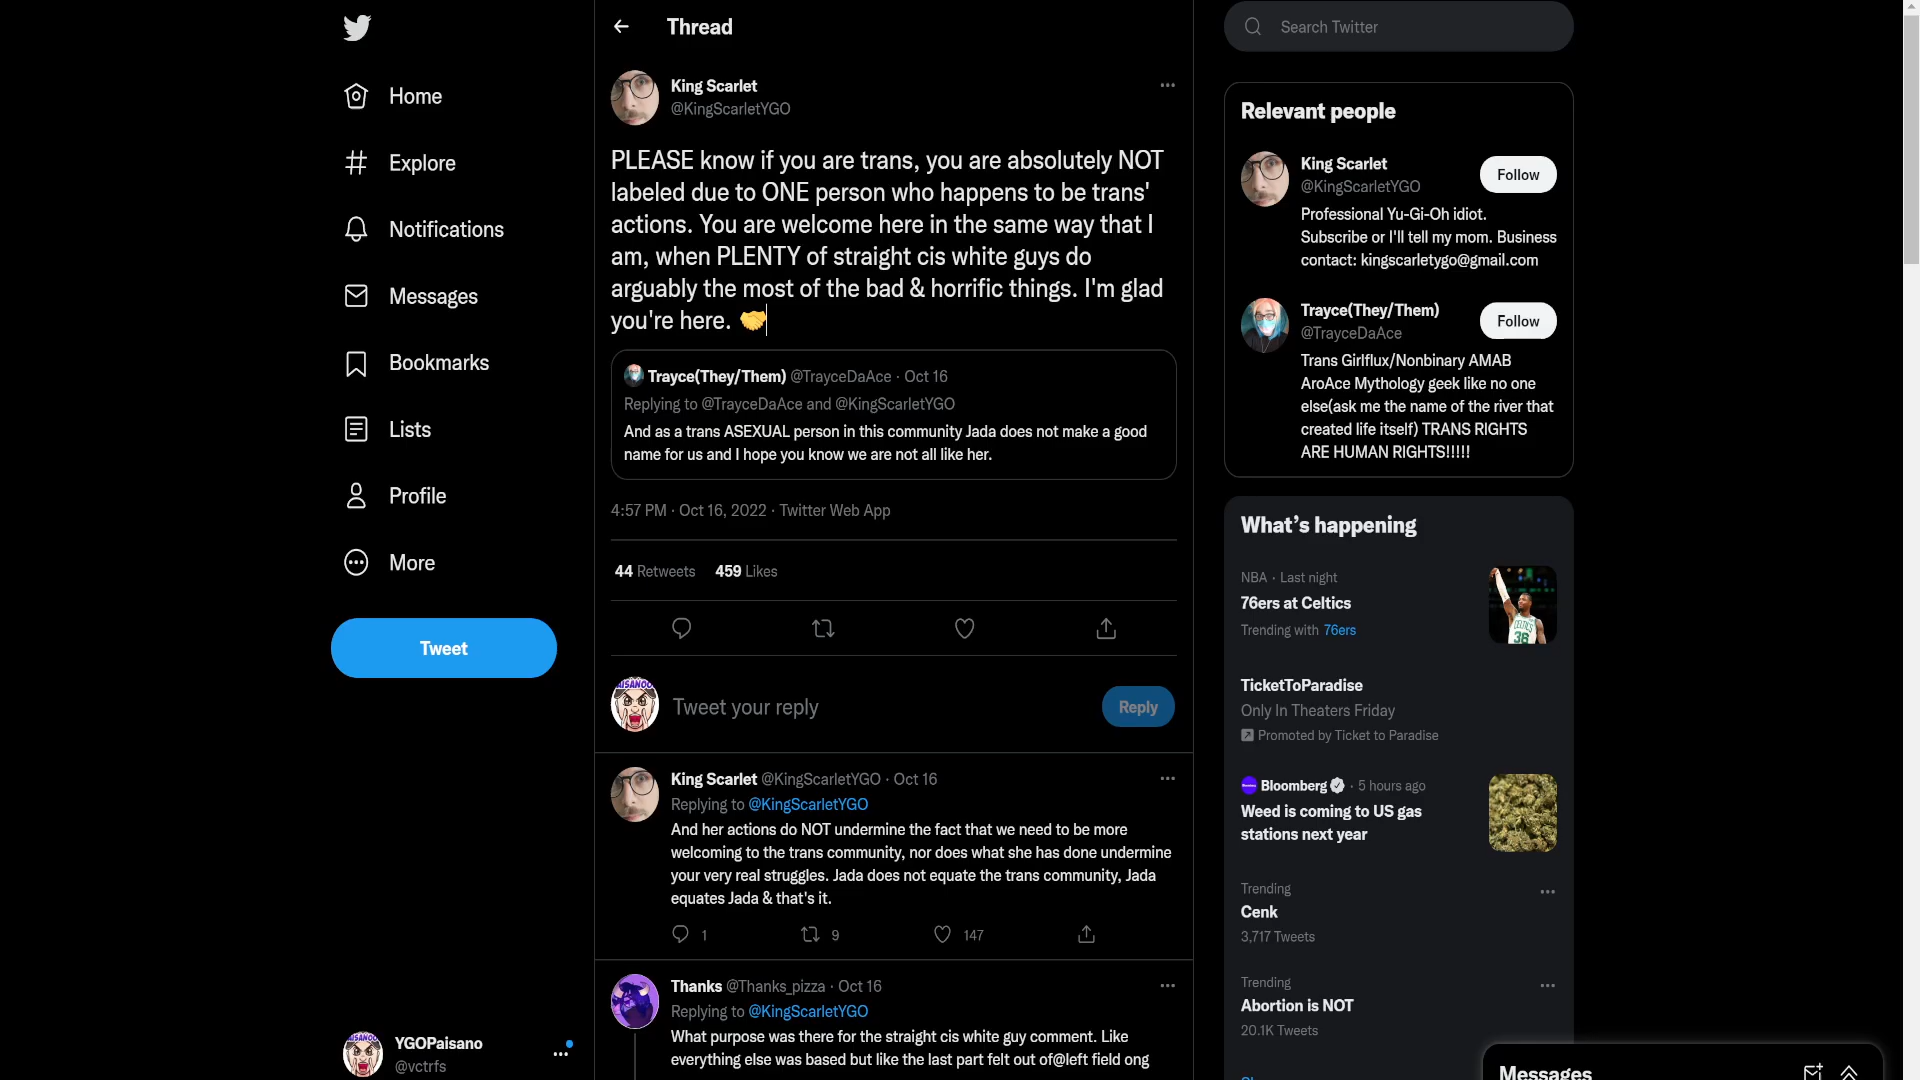 Home
Explore
Notifications
Messages
Bookmarks
Lists
Profile
More
Tweet
YGOPaisano
@vctrfs
Thread
King Scarlet
@KingScarletYGO
PLEASE know if you are trans, you are absolutely NOT
labeled due to ONE person who happens to be trans'
actions. You are welcome here in the same way that I
am, when PLENTY of straight cis white guys do
arguably the most of the bad & horrific things. I'm glad
you're here. 🤝
Trayce(They/Them) @TrayceDaAce · Oct 16
Replying to @TrayceDaAce and @KingScarletYGO
And as a trans ASEXUAL person in this community Jada does not make a good
name for us and I hope you know we are not all like her.
4:57 PM · Oct 16, 2022 · Twitter Web App
44 Retweets 459 Likes
Tweet your reply
Reply
King Scarlet @KingScarletYGO · Oct 16
Replying to @KingScarletYGO
And her actions do NOT undermine the fact that we need to be more
welcoming to the trans community, nor does what she has done undermine
your very real struggles. Jada does not equate the trans community, Jada
equates Jada & that's it.
1 9 147
Thanks @Thanks_pizza · Oct 16
Replying to @KingScarletYGO
What purpose was there for the straight cis white guy comment. Like
everything else was based but like the last part felt out of@left field ong
Search Twitter
Relevant people
King Scarlet
@KingScarletYGO
Follow
Professional Yu-Gi-Oh idiot.
Subscribe or I'll tell my mom. Business
contact: kingscarletygo@gmail.com
Trayce(They/Them)
@TrayceDaAce
Follow
Trans Girlflux/Nonbinary AMAB
AroAce Mythology geek like no one
else(ask me the name of the river that
created life itself) TRANS RIGHTS
ARE HUMAN RIGHTS!!!!!
What's happening
NBA · Last night
76ers at Celtics
Trending with 76ers
TicketToParadise
Only In Theaters Friday
Promoted by Ticket to Paradise
Bloomberg · 5 hours ago
Weed is coming to US gas
stations next year
Trending
Cenk
3,717 Tweets
Trending
Abortion is NOT
20.1K Tweets
Messages